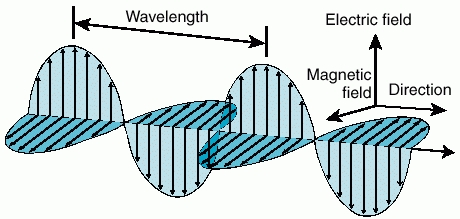 Wavelength
Electric field
Magnetic
field
Direction